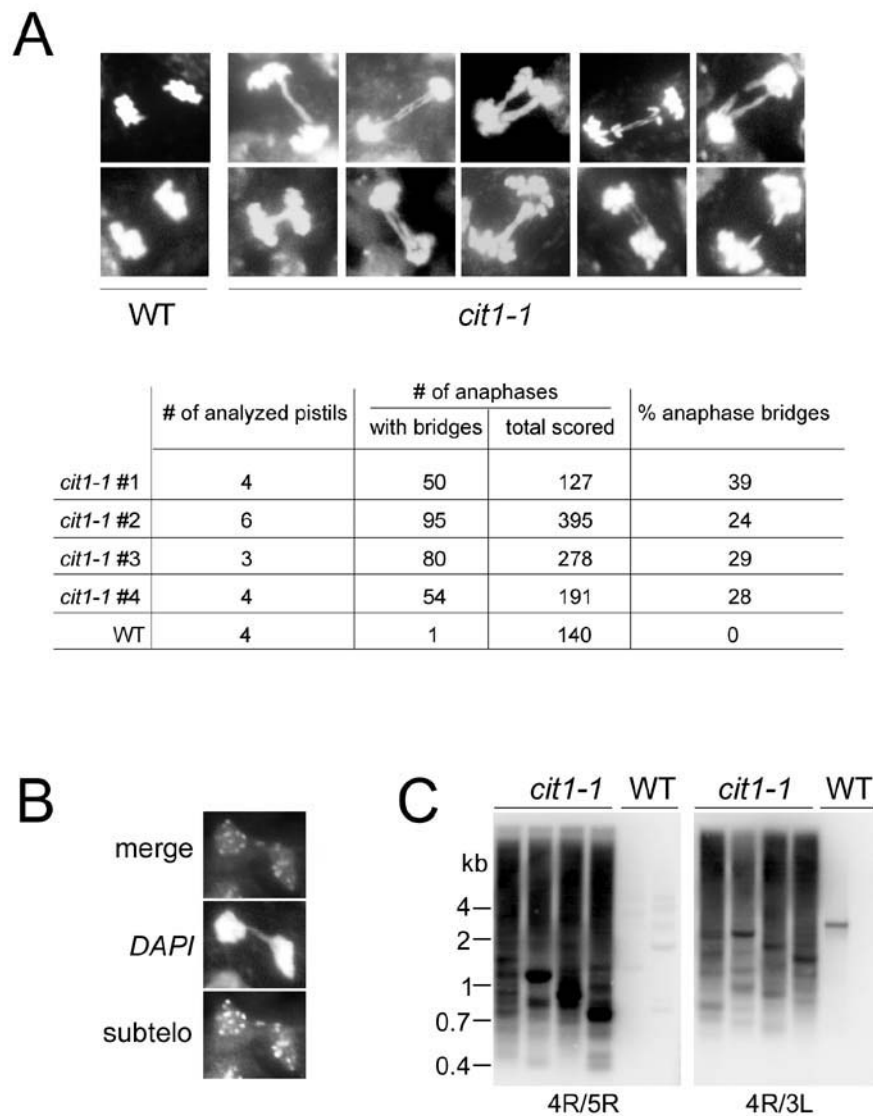 A
WT
cit1-1
# of analyzed pistils
# of anaphases
with bridges
total scored
% anaphase bridges
cit1-1 #1 4 50 127 39
cit1-1 #2 6 95 395 24
cit1-1 #3 3 80 278 29
cit1-1 #4 4 54 191 28
WT 4 1 140 0
B
merge
DAPI
subtelo
C
cit1-1 WT cit1-1 WT
kb
4
2
1
0.7
0.4
4R/5R 4R/3L